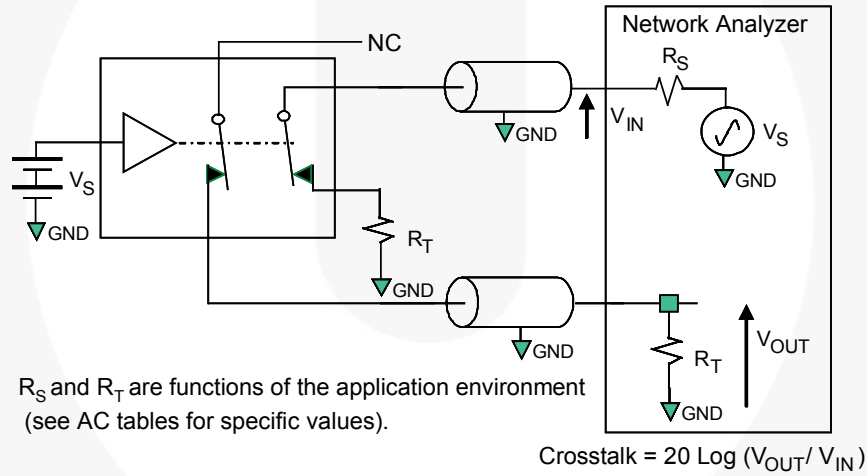 Network Analyzer
NC
R_S
V_IN
V_S
GND
GND
V_S
GND
R_T
GND
GND
R_T
V_OUT
GND
R_S and R_T are functions of the application environment
(see AC tables for specific values).
Crosstalk = 20 Log (V_OUT/ V_IN)